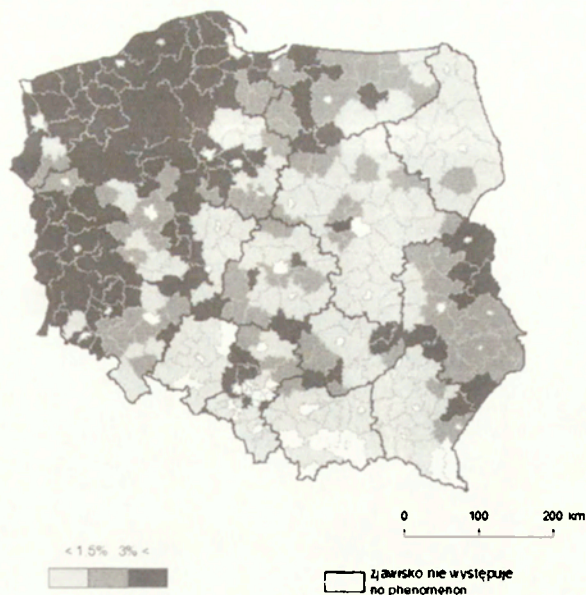 0 100 200 km
< 1.5% 3% <
zjawisko nie występuje
no phenomenon